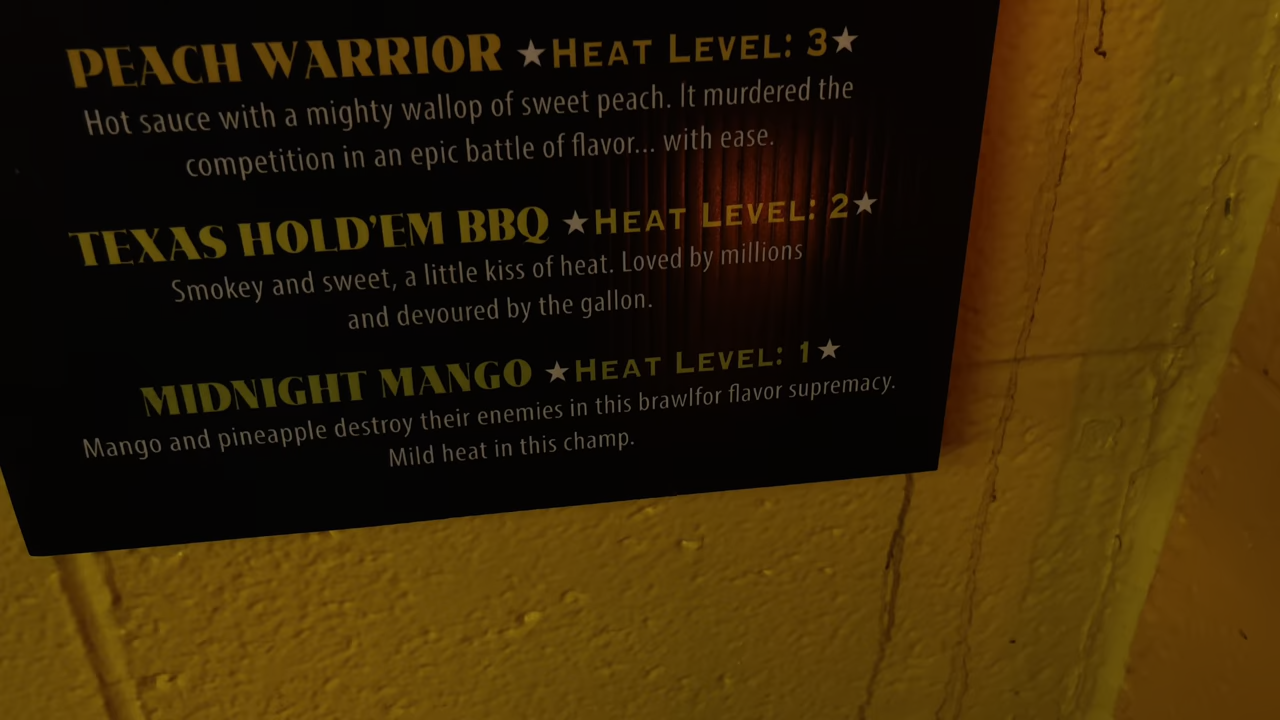 PEACH WARRIOR ★HEAT LEVEL: 3★
Hot sauce with a mighty wallop of sweet peach. It murdered the
competition in an epic battle of flavor... with ease.
TEXAS HOLD'EM BBQ ★HEAT LEVEL: 2★
Smokey and sweet, a little kiss of heat. Loved by millions
and devoured by the gallon.
MIDNIGHT MANGO ★HEAT LEVEL: 1★
Mango and pineapple destroy their enemies in this brawlfor flavor supremacy.
Mild heat in this champ.